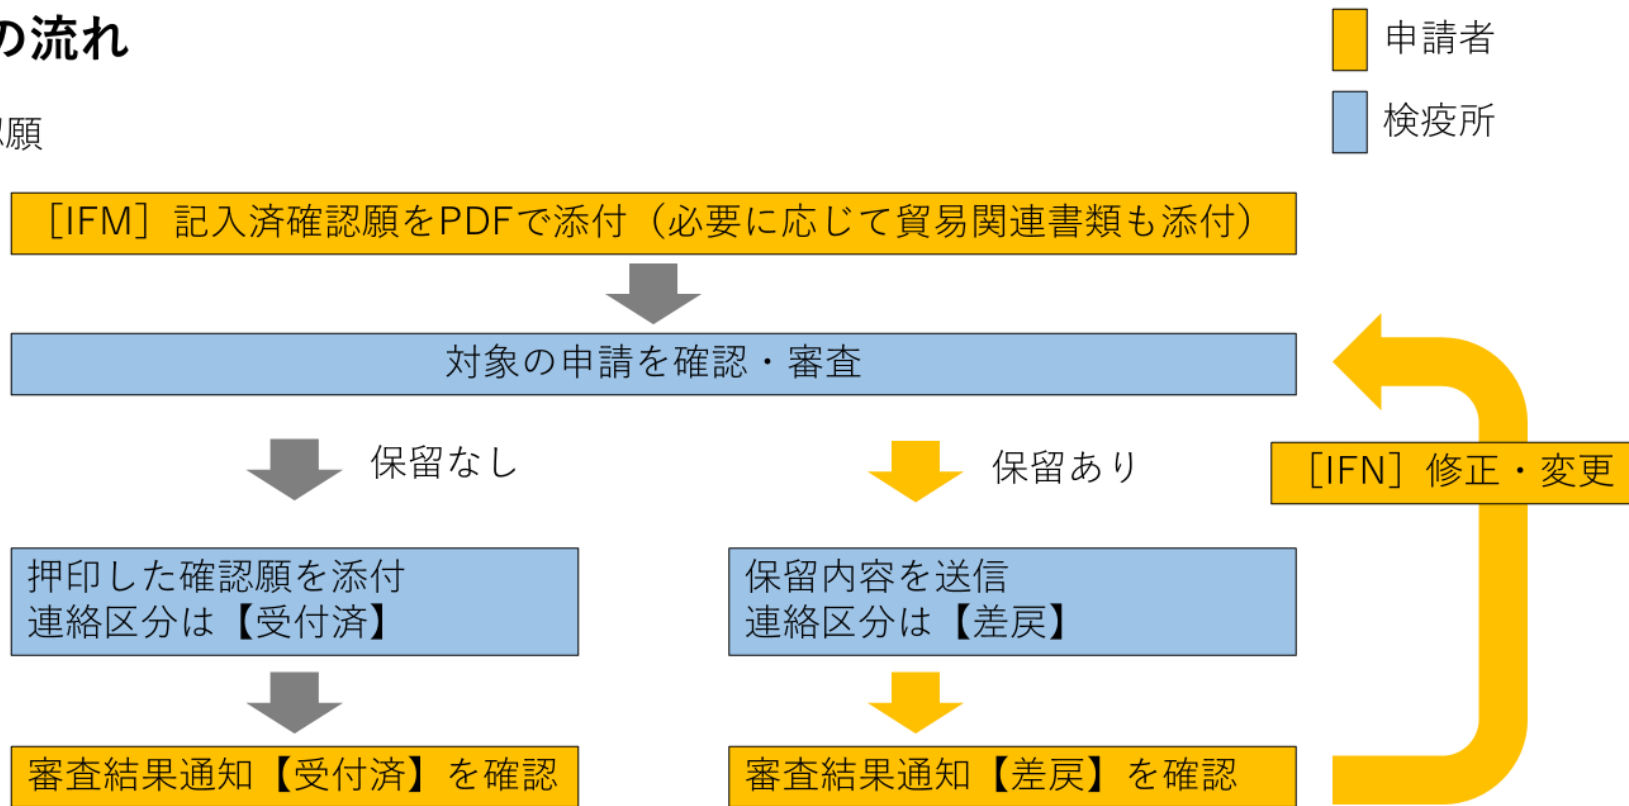 の流れ
申請者
検疫所
願
［IFM］記入済確認願をPDFで添付（必要に応じて貿易関連書類も添付）
対象の申請を確認・審査
保留なし
保留あり
［IFN］修正・変更
押印した確認願を添付
連絡区分は【受付済】
保留内容を送信
連絡区分は【差戻】
審査結果通知【受付済】を確認
審査結果通知【差戻】を確認